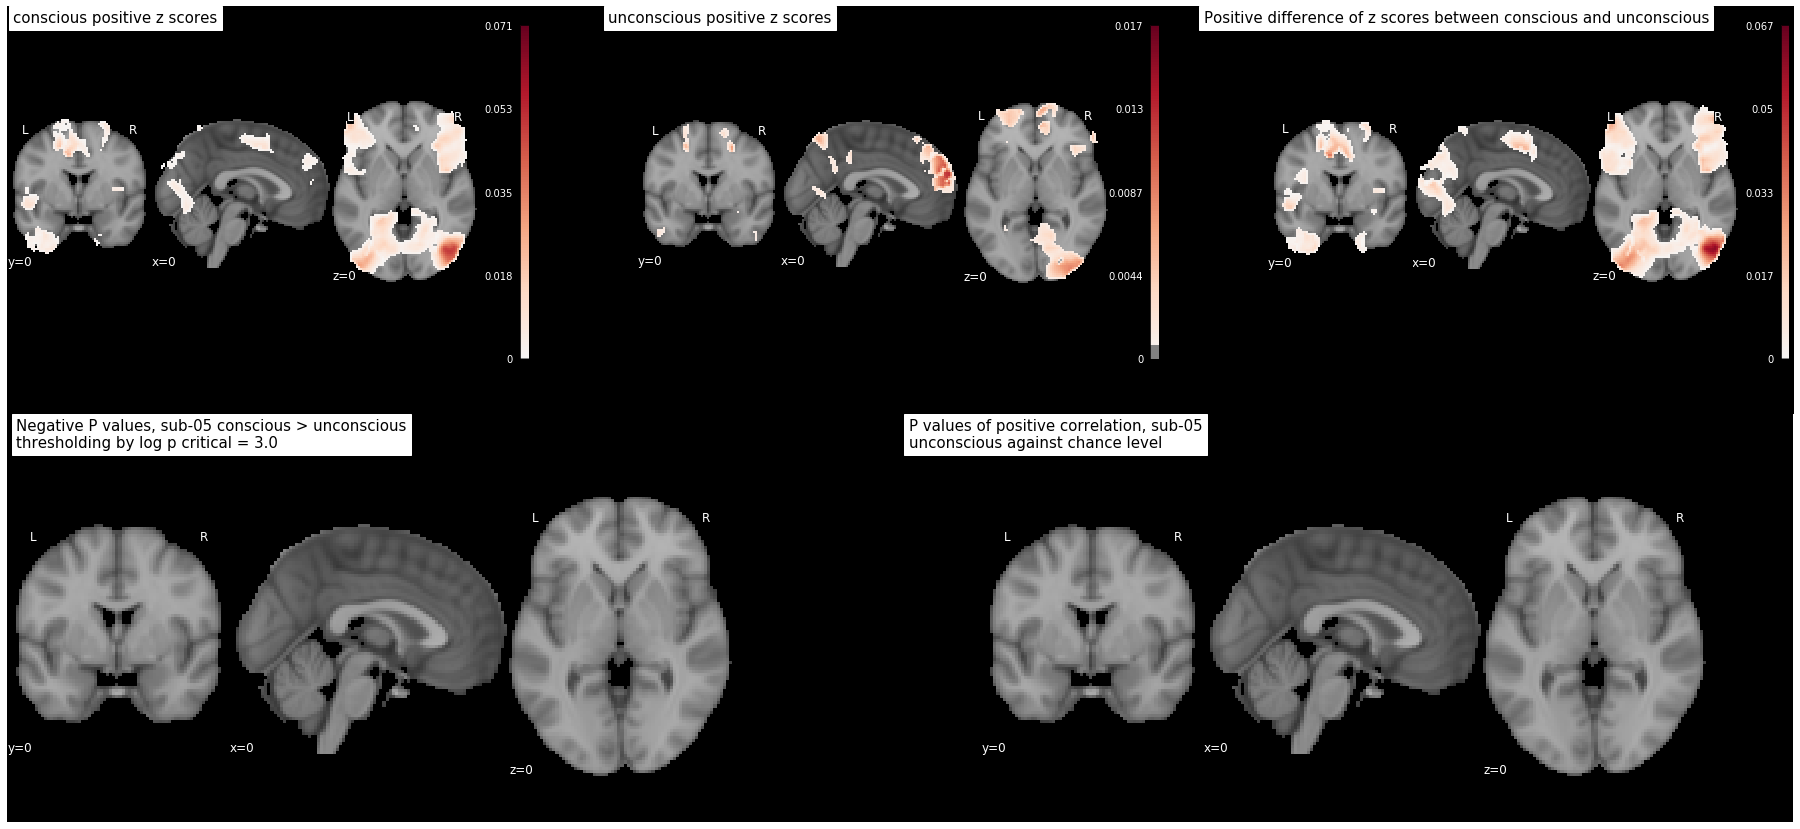 conscious positive z scores
unconscious positive z scores
Positive difference of z scores between conscious and unconscious
0.071
0.053
0.035
0.018
0
L
R
L
R
y=0
x=0
z=0
0.017
0.013
0.0087
0.0044
0
L
R
L
R
y=0
x=0
z=0
0.067
0.05
0.033
0.017
0
L
R
L
R
y=0
x=0
z=0
Negative P values, sub-05 conscious > unconscious
thresholding by log p critical = 3.0
L
R
L
R
y=0
x=0
z=0
P values of positive correlation, sub-05
unconscious against chance level
L
R
L
R
y=0
x=0
z=0